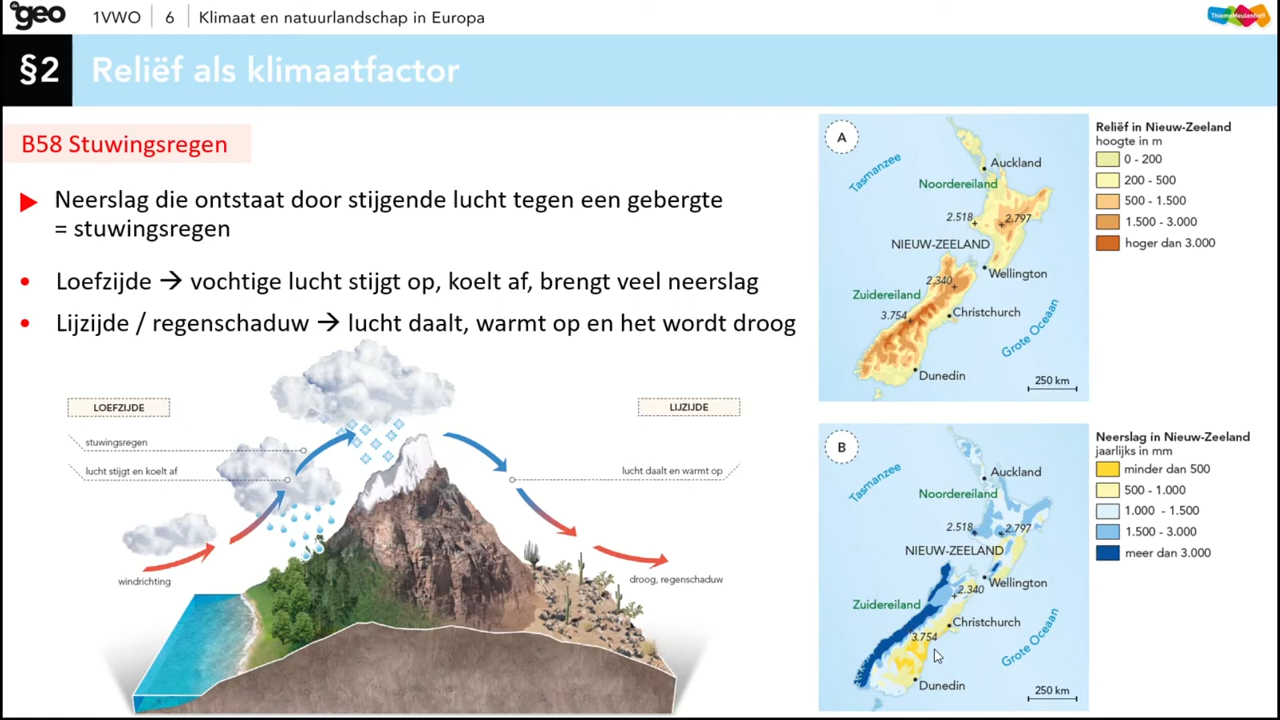 geo
1VWO
6
Klimaat en natuurlandschap in Europa
ThiemeMeulenhoff
§2
Reliëf als klimaatfactor
B58 Stuwingsregen
Neerslag die ontstaat door stijgende lucht tegen een gebergte
= stuwingsregen
• Loefzijde → vochtige lucht stijgt op, koelt af, brengt veel neerslag
• Lijzijde / regenschaduw → lucht daalt, warmt op en het wordt droog
LOEFZIJDE
LIJZIJDE
stuwingsregen
lucht stijgt en koelt af
lucht daalt en warmt op
windrichting
droog, regenschaduw
A
Tasmanzee
Auckland
Noordereiland
2.518
2.797
NIEUW-ZEELAND
Wellington
2.340
Zuidereiland
3.754
Christchurch
Grote Oceaan
Dunedin
250 km
Reliëf in Nieuw-Zeeland
hoogte in m
0 - 200
200 - 500
500 - 1.500
1.500 - 3.000
hoger dan 3.000
B
Tasmanzee
Auckland
Noordereiland
2.518
2.797
NIEUW-ZEELAND
Wellington
2.340
Zuidereiland
Christchurch
3.754
Grote Oceaan
Dunedin
250 km
Neerslag in Nieuw-Zeeland
jaarlijks in mm
minder dan 500
500 - 1.000
1.000 - 1.500
1.500 - 3.000
meer dan 3.000